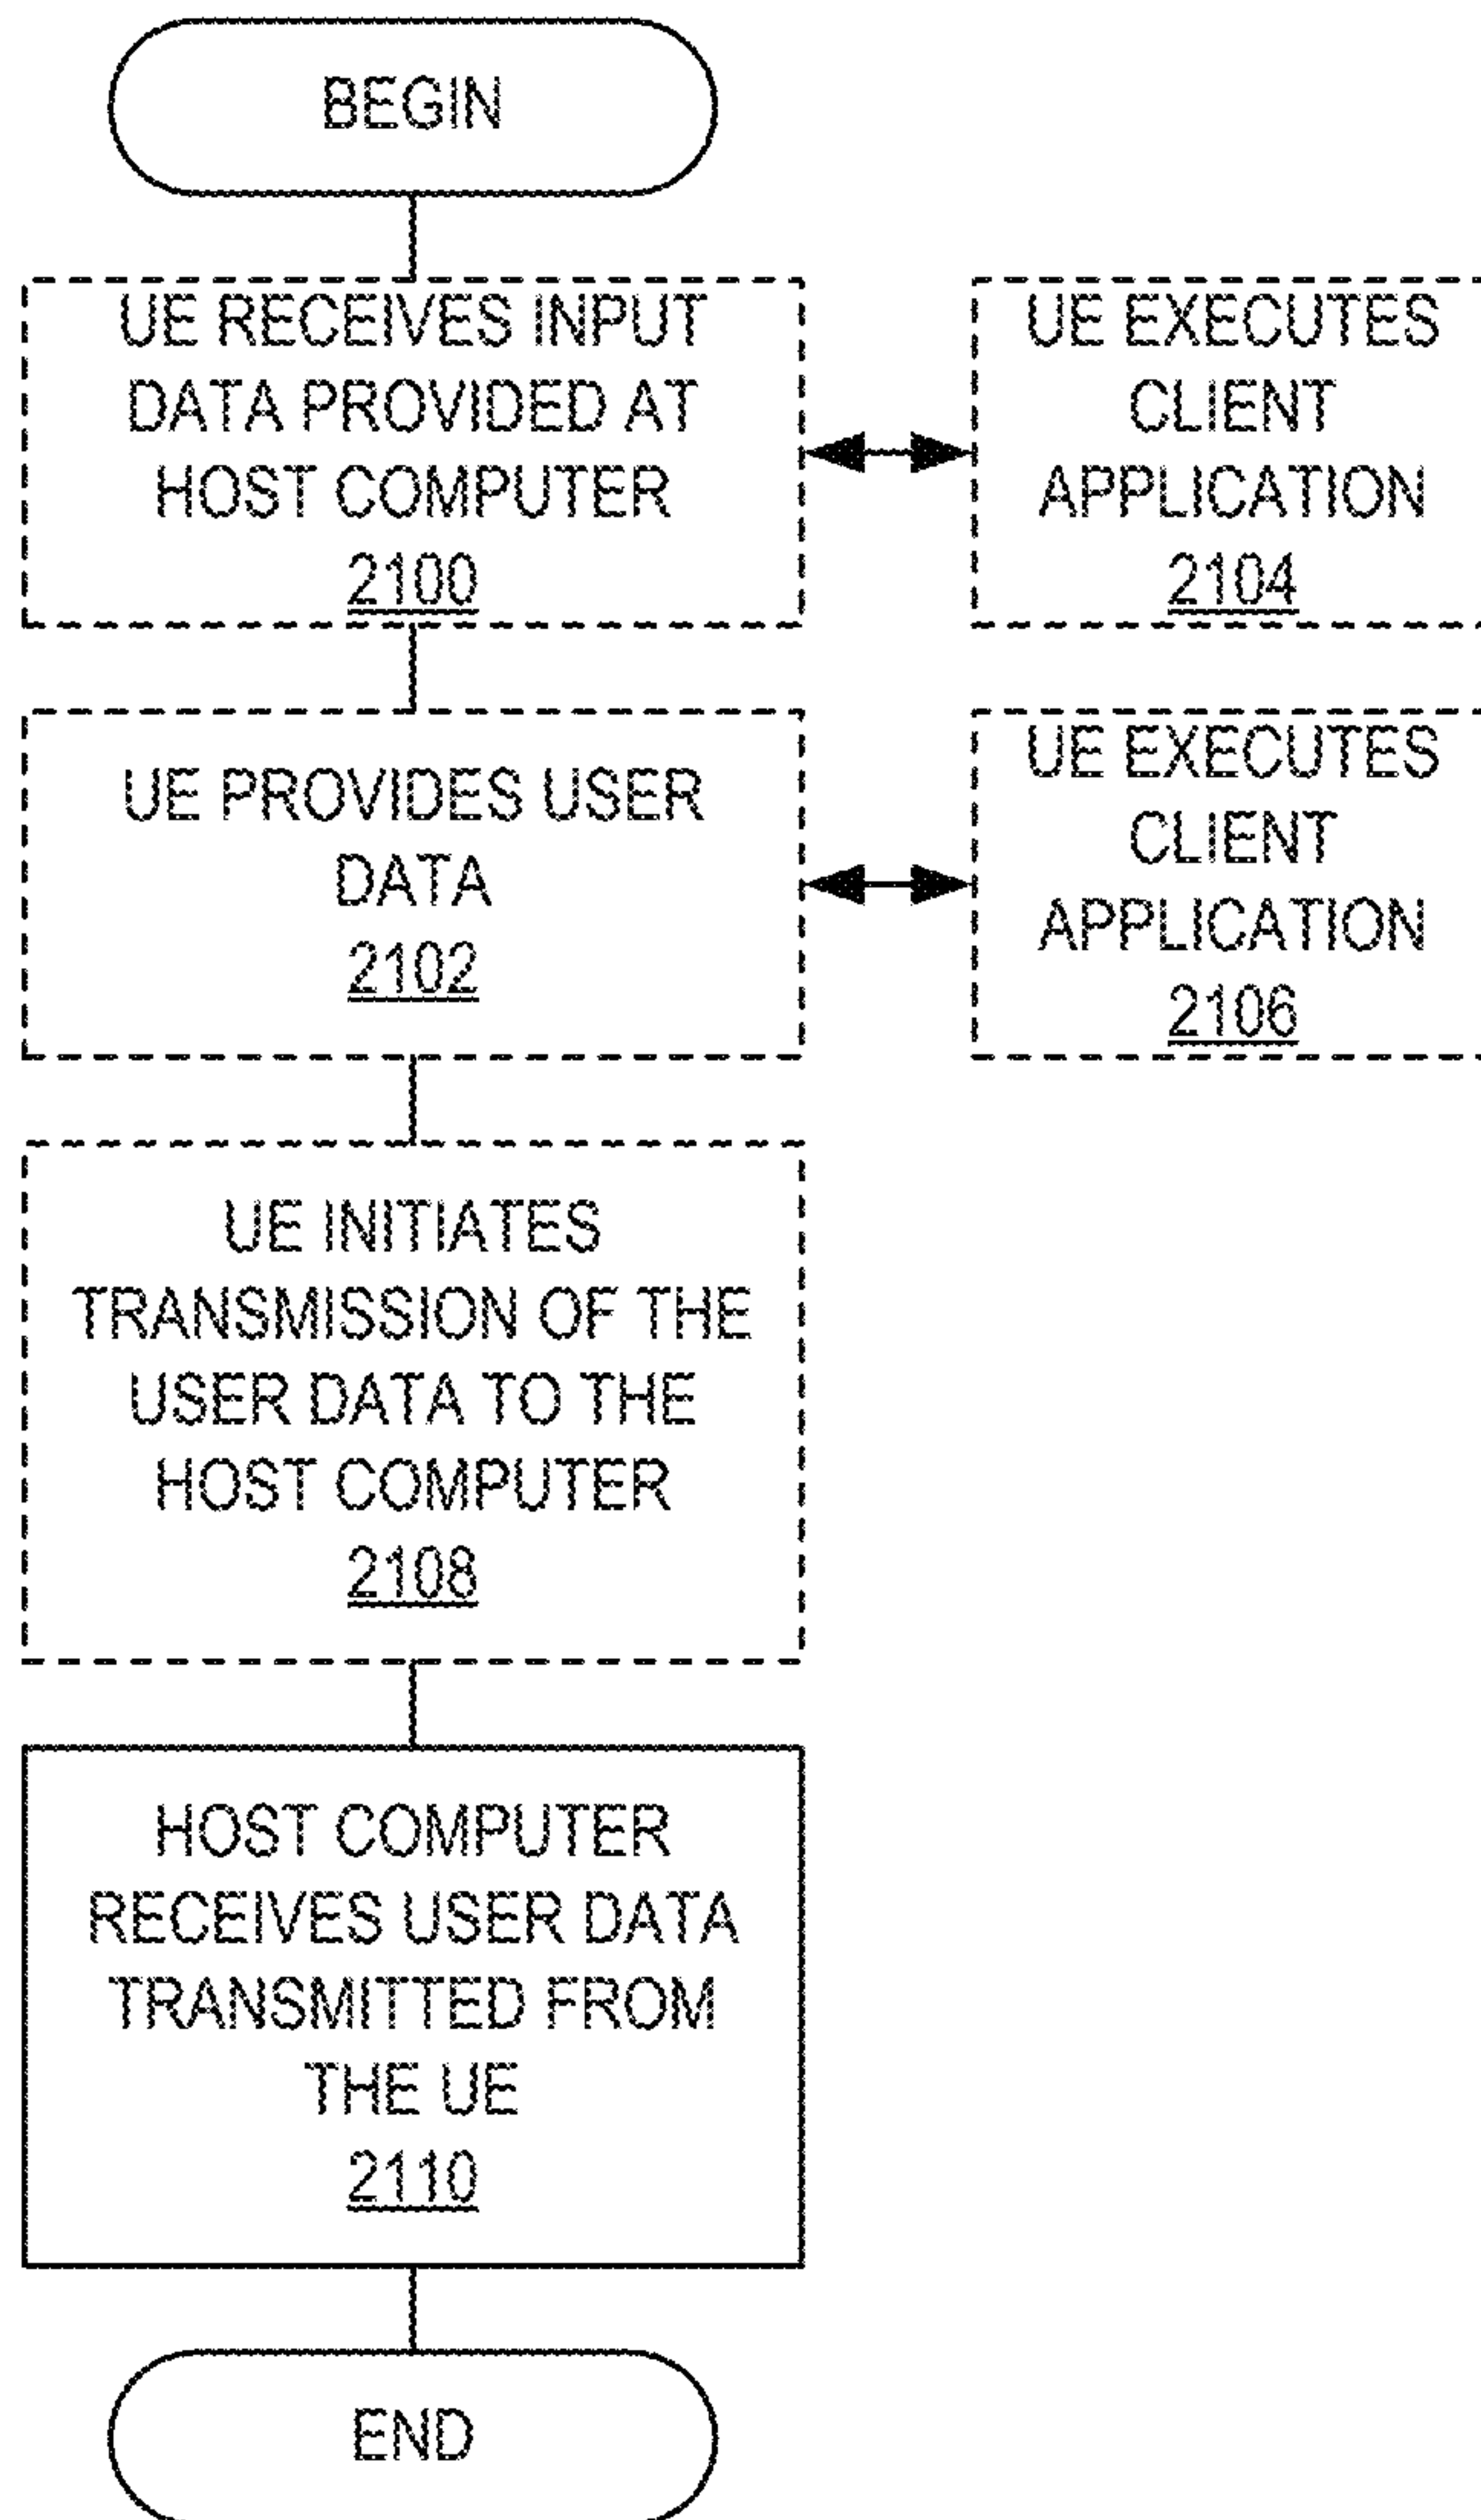 BEGIN
UE RECEIVES INPUT
DATA PROVIDED AT
HOST COMPUTER
2100
UE EXECUTES
CLIENT
APPLICATION
2104
UE PROVIDES USER
DATA
2102
UE EXECUTES
CLIENT
APPLICATION
2106
UE INITIATES
TRANSMISSION OF THE
USER DATA TO THE
HOST COMPUTER
2108
HOST COMPUTER
RECEIVES USER DATA
TRANSMITTED FROM
THE UE
2110
END